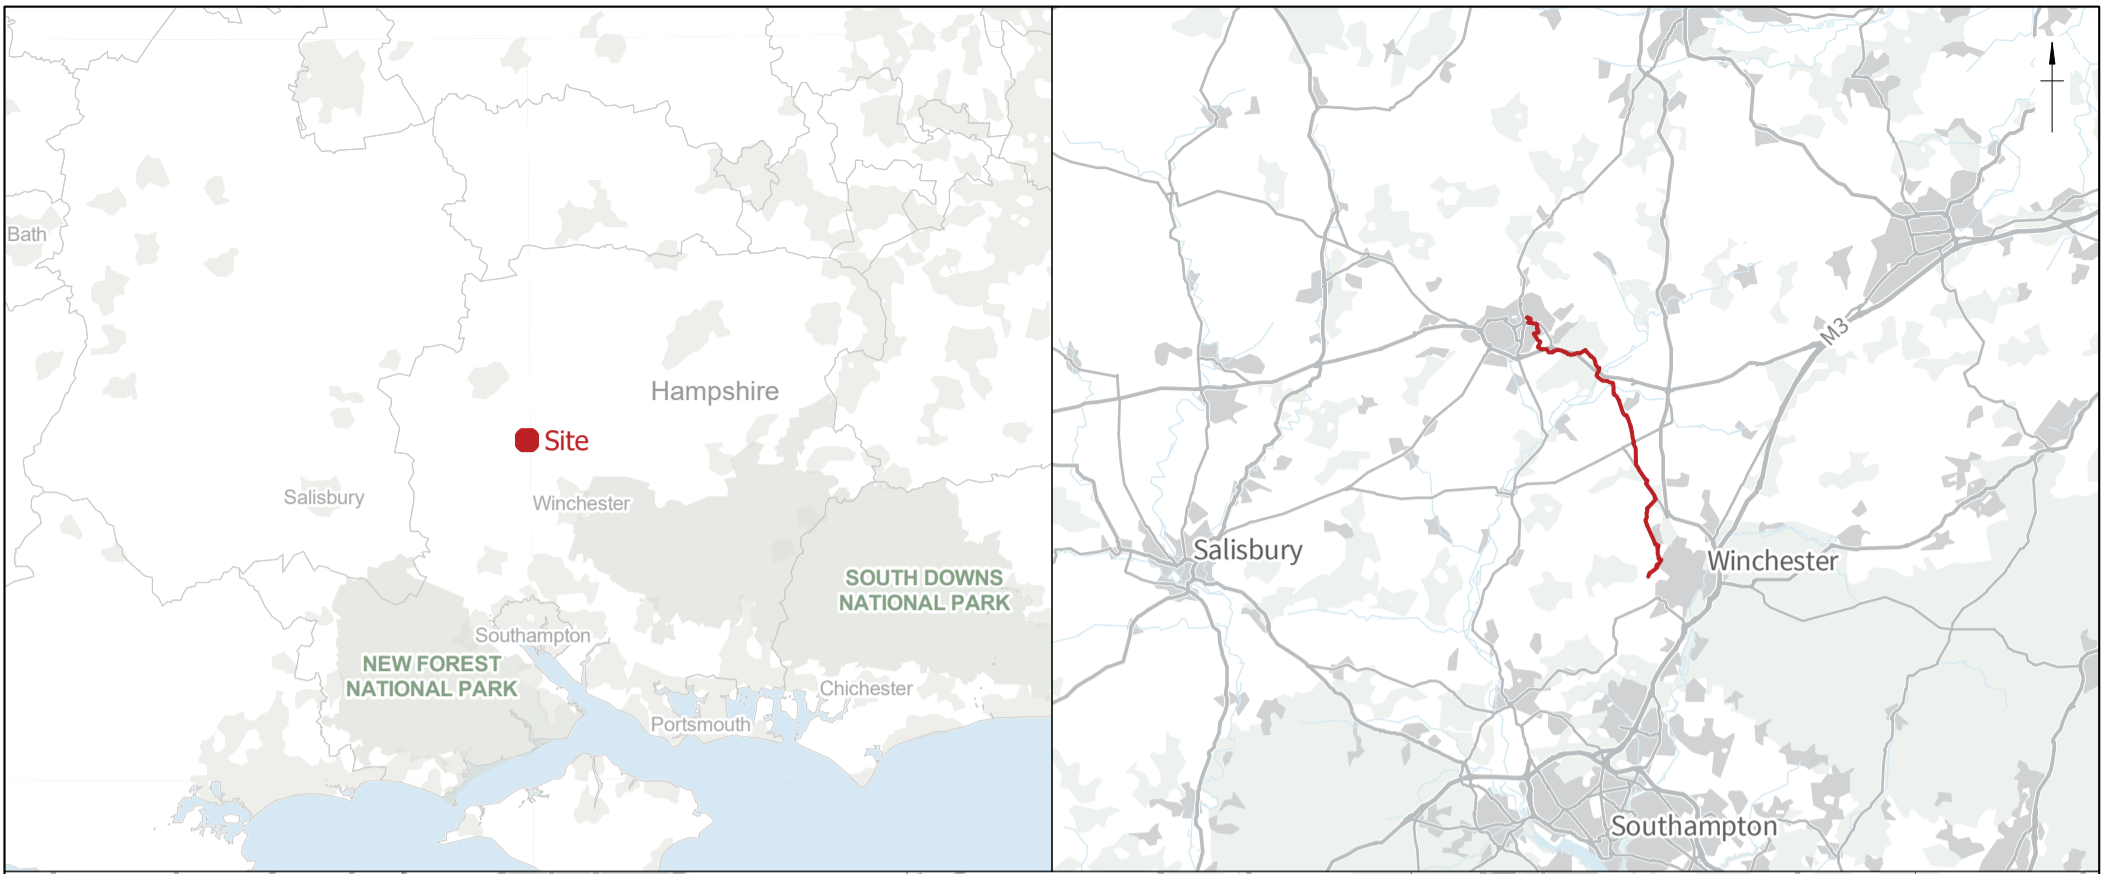 Bath
Hampshire
Site
Salisbury
Winchester
SOUTH DOWNS
NATIONAL PARK
Southampton
NEW FOREST
NATIONAL PARK
Chichester
Portsmouth
M3
Salisbury
Winchester
Southampton